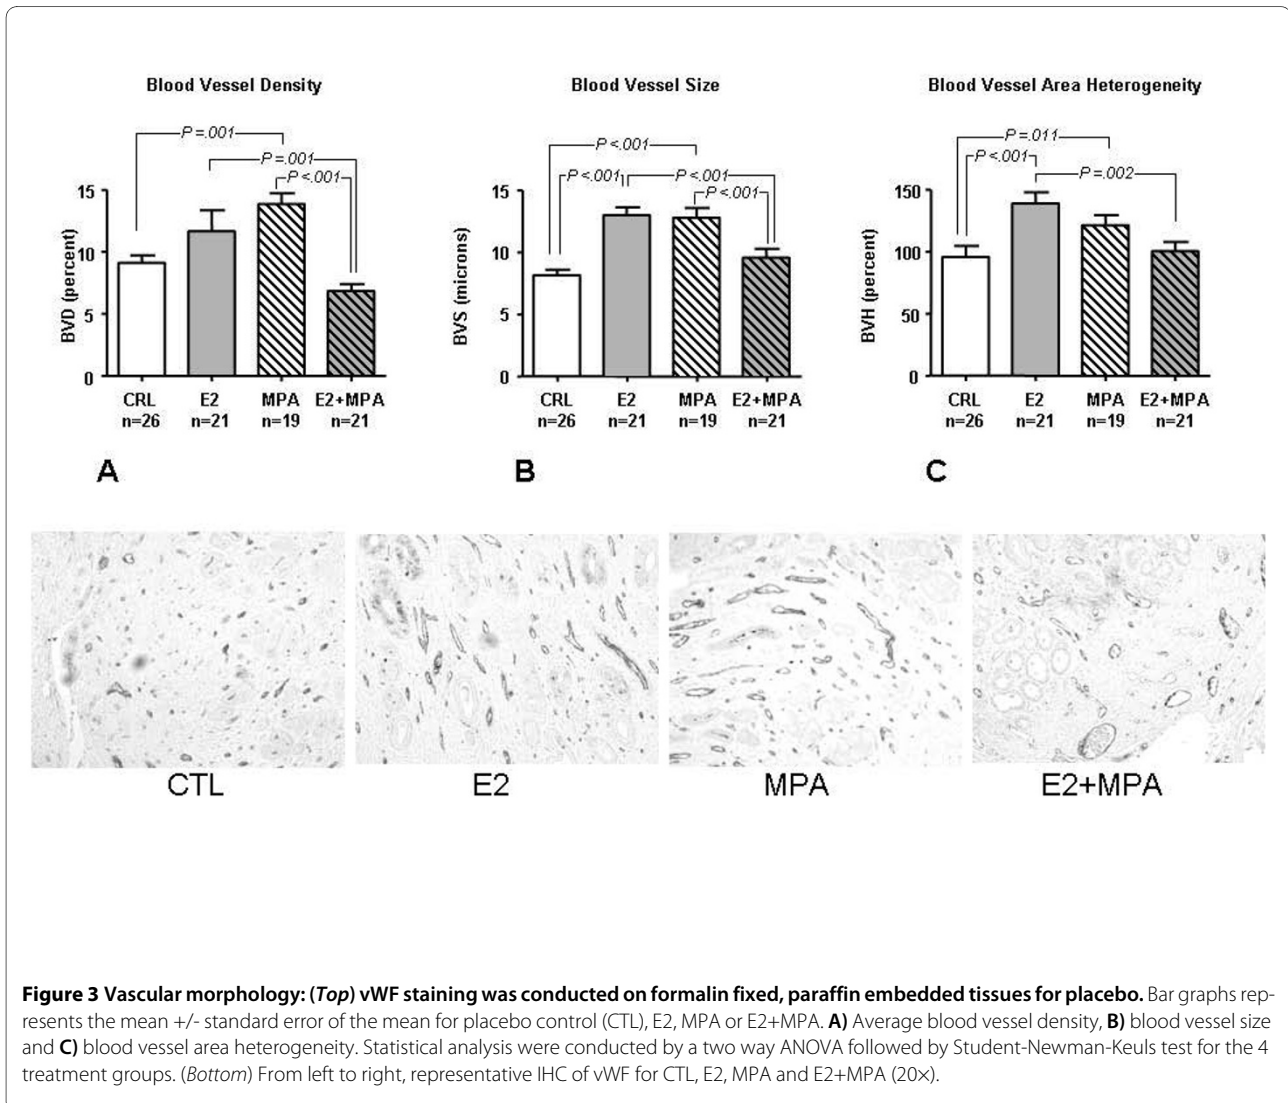 Blood Vessel Density
P =.001
P =.001
P <.001
15
10
5
0
BVD (percent)
CRL E2 MPA E2+MPA
n=26 n=21 n=19 n=21
A
Blood Vessel Size
P <.001
P <.001
P <.001
P <.001
15
10
5
0
BVS (microns)
CRL E2 MPA E2+MPA
n=26 n=21 n=19 n=21
B
Blood Vessel Area Heterogeneity
P =.011
P <.001
P =.002
150
100
50
0
BVH (percent)
CRL E2 MPA E2+MPA
n=26 n=21 n=19 n=21
C
CTL E2 MPA E2+MPA
Figure 3 Vascular morphology: (Top) vWF staining was conducted on formalin fixed, paraffin embedded tissues for placebo. Bar graphs rep-
resents the mean +/- standard error of the mean for placebo control (CTL), E2, MPA or E2+MPA. A) Average blood vessel density, B) blood vessel size
and C) blood vessel area heterogeneity. Statistical analysis were conducted by a two way ANOVA followed by Student-Newman-Keuls test for the 4
treatment groups. (Bottom) From left to right, representative IHC of vWF for CTL, E2, MPA and E2+MPA (20×).